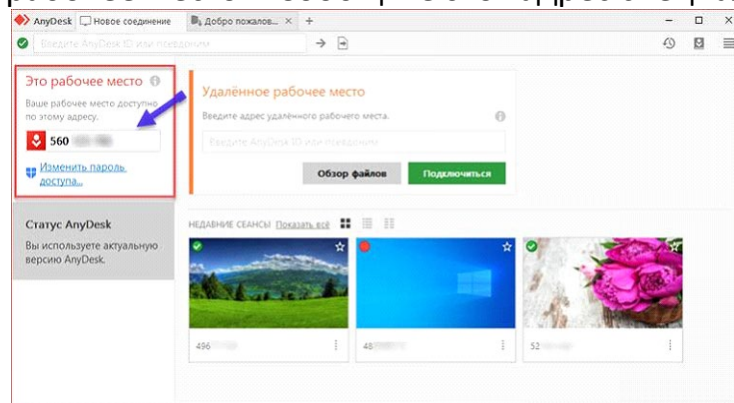 AnyDesk Новое соединение Добро пожалов... × +
Введите AnyDesk ID или псевдоним
Это рабочее место
Ваше рабочее место доступно
по этому адресу.
560
Изменить пароль
доступа...
Удалённое рабочее место
Введите адрес удалённого рабочего места.
Введите AnyDesk ID или псевдоним
Обзор файлов Подключиться
Статус AnyDesk
Вы используете актуальную
версию AnyDesk.
НЕДАВНИЕ СЕАНСЫ Показать всё
496
48
52